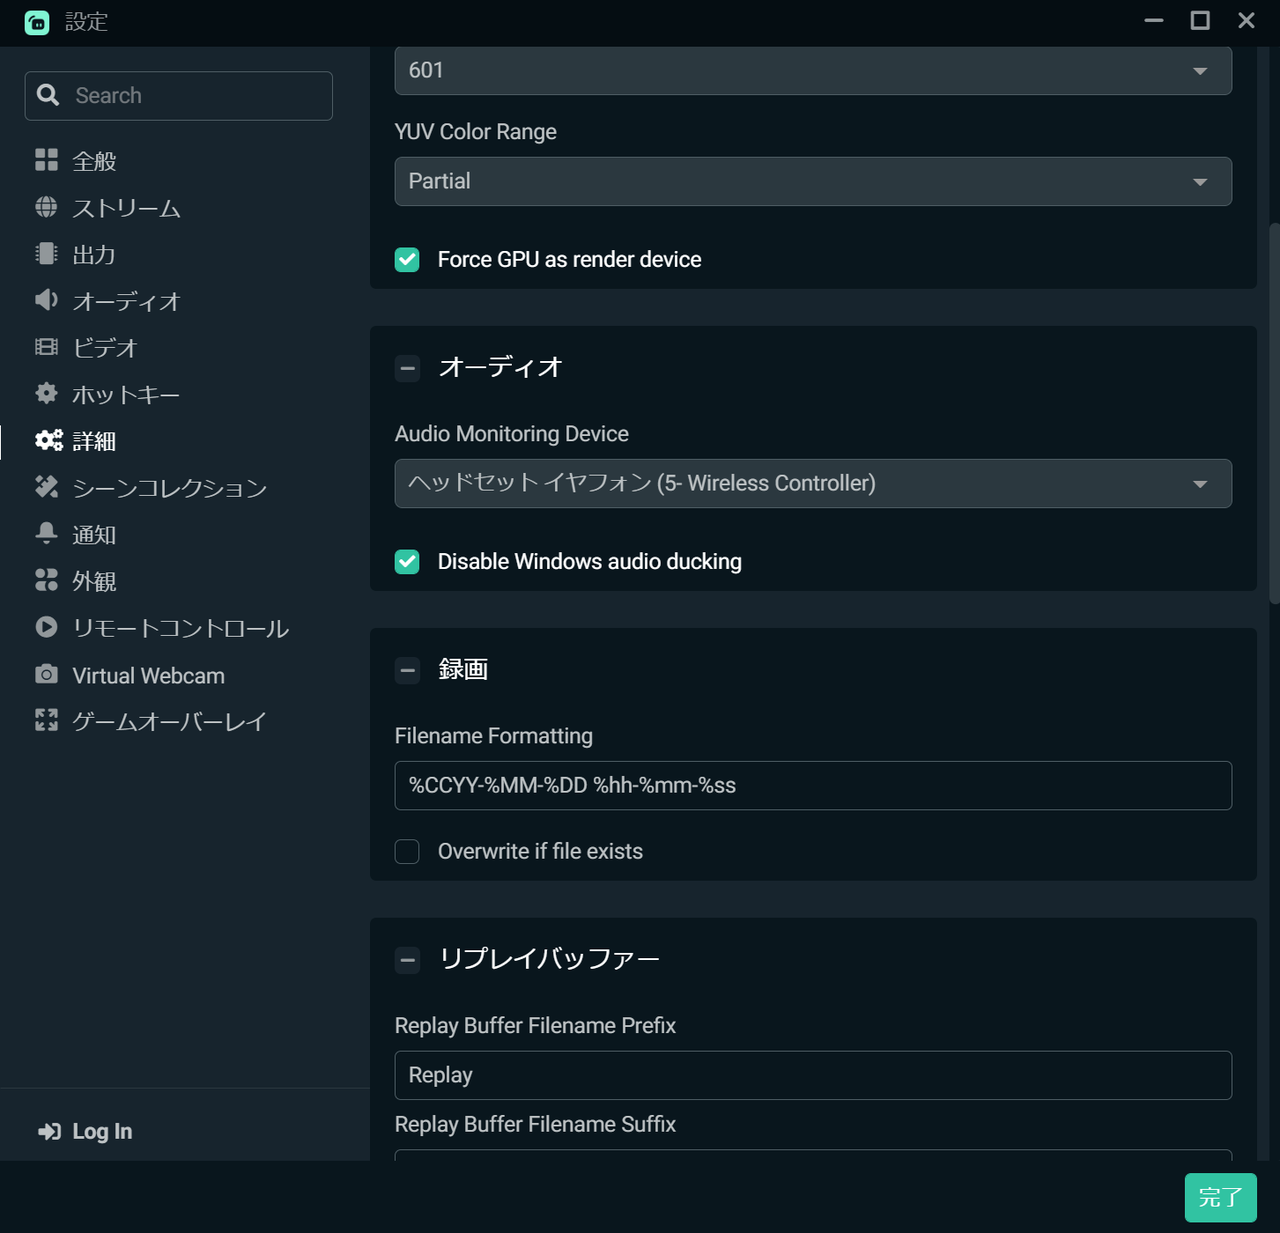 設定
Search
全般
ストリーム
出力
オーディオ
ビデオ
ホットキー
詳細
シーンコレクション
通知
外観
リモートコントロール
Virtual Webcam
ゲームオーバーレイ
Log In
601
YUV Color Range
Partial
Force GPU as render device
オーディオ
Audio Monitoring Device
ヘッドセット イヤフォン (5- Wireless Controller)
Disable Windows audio ducking
録画
Filename Formatting
%CCYY-%MM-%DD %hh-%mm-%ss
Overwrite if file exists
リプレイバッファー
Replay Buffer Filename Prefix
Replay
Replay Buffer Filename Suffix
完了